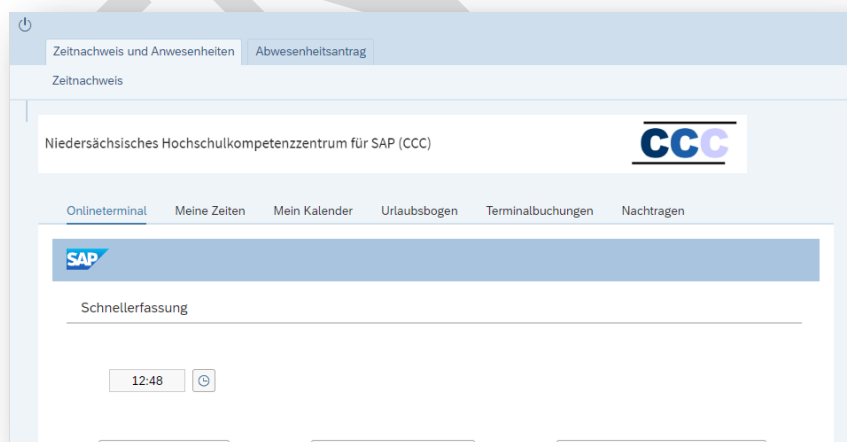 Zeitnachweis und Anwesenheiten Abwesenheitsantrag
Zeitnachweis
Niedersächsisches Hochschulkompetenzzentrum für SAP (CCC)
CCC
Onlineterminal Meine Zeiten Mein Kalender Urlaubsbogen Terminalbuchungen Nachtragen
SAP
Schnellerfassung
12:48